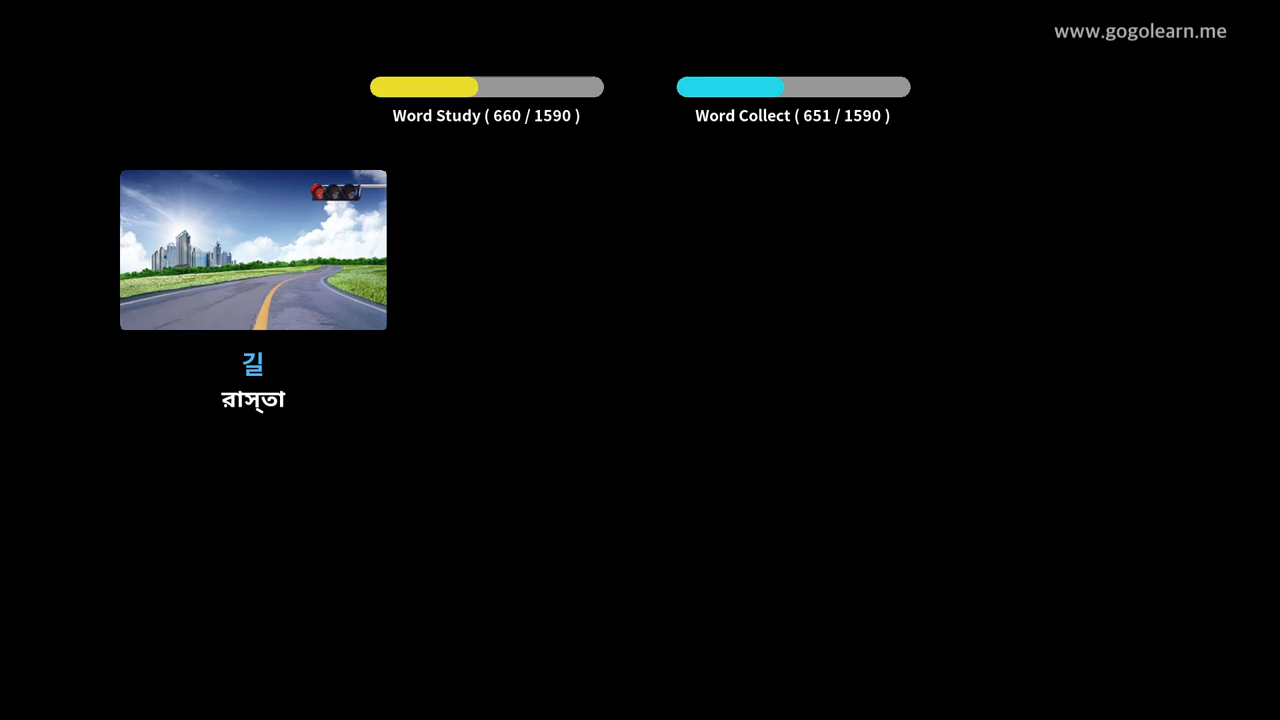 www.gogolearn.me
Word Study ( 660 / 1590 )
Word Collect ( 651 / 1590 )
길
রাস্‌তা